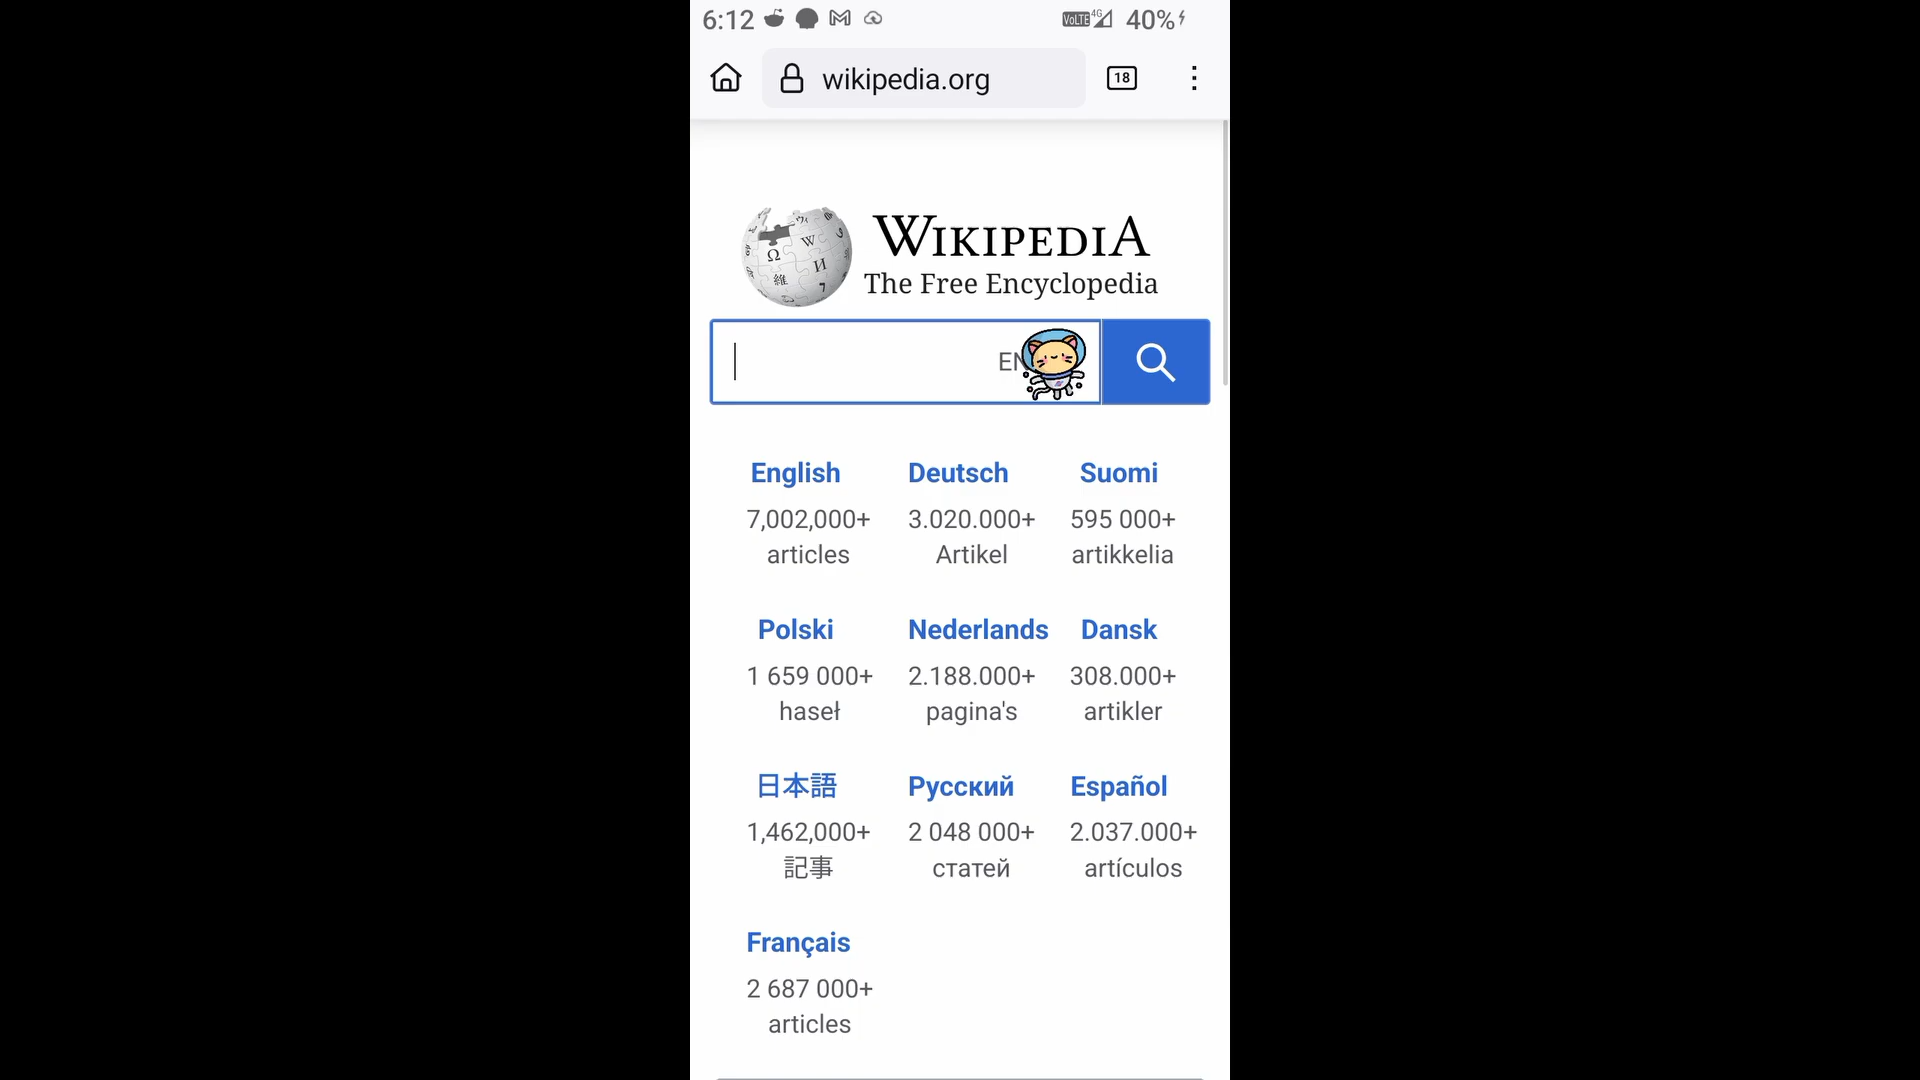 6:12 VoLTE 4G 40%
wikipedia.org 18
WIKIPEDIA
The Free Encyclopedia
EN
English Deutsch Suomi
7,002,000+ 3.020.000+ 595 000+
articles Artikel artikkelia
Polski Nederlands Dansk
1 659 000+ 2.188.000+ 308.000+
haseł pagina's artikler
日本語 Русский Español
1,462,000+ 2 048 000+ 2.037.000+
記事 статей artículos
Français
2 687 000+
articles